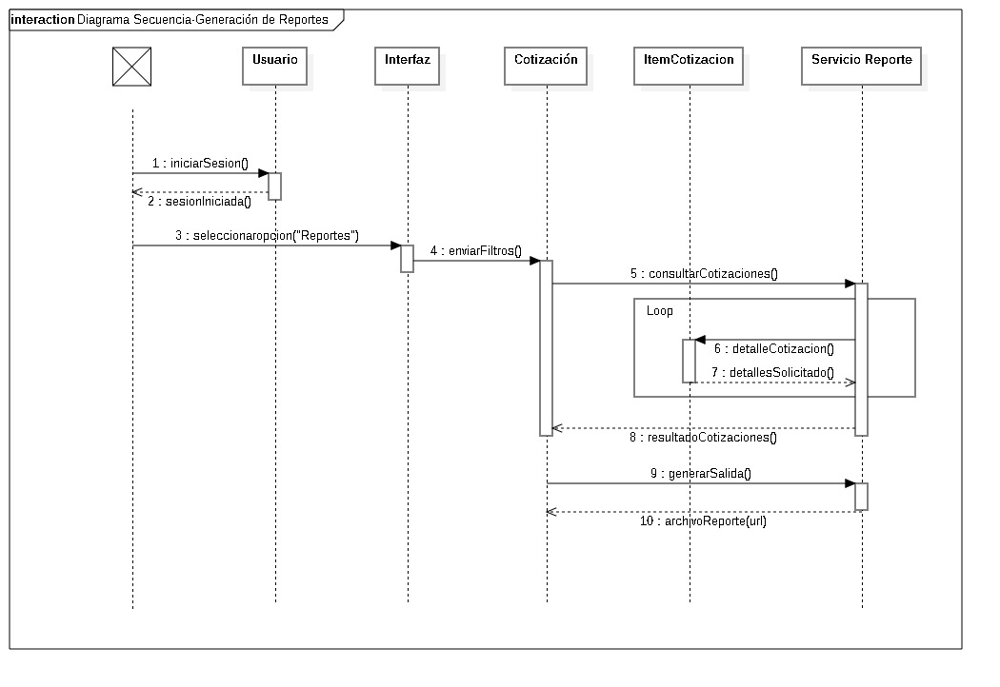 interaction Diagrama Secuencia-Generación de Reportes
Usuario
Interfaz
Cotización
ItemCotizacion
Servicio Reporte
1 : iniciarSesion()
2 : sesionIniciada()
3 : seleccionaropcion("Reportes")
4 : enviarFiltros()
5 : consultarCotizaciones()
Loop
6 : detalleCotizacion()
7 : detallesSolicitado()
8 : resultadoCotizaciones()
9 : generarSalida()
10 : archivoReporte(url)